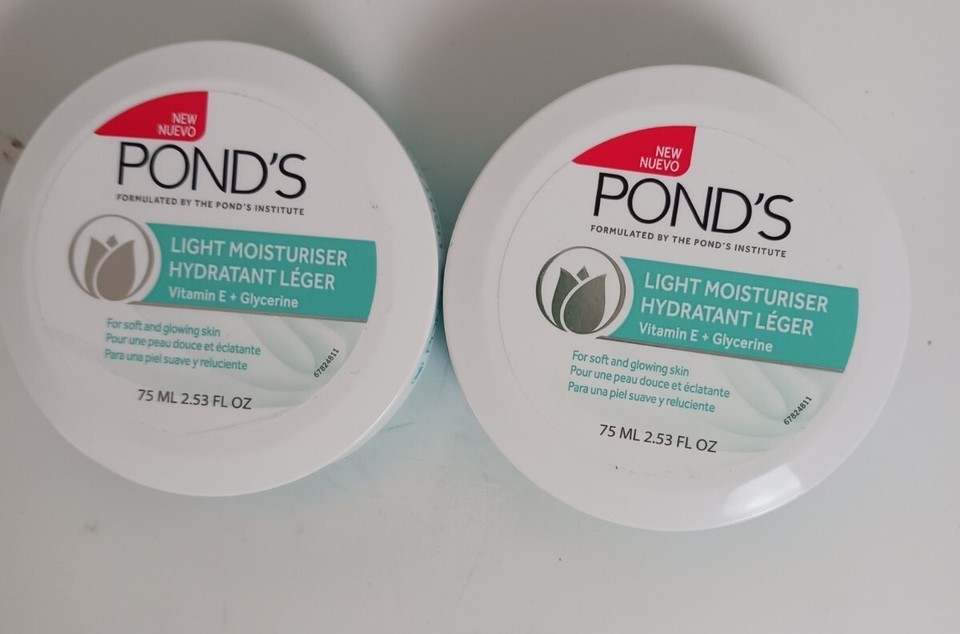 NEW
NUEVO
POND'S
FORMULATED BY THE POND'S INSTITUTE
LIGHT MOISTURISER
HYDRATANT LÉGER
Vitamin E + Glycerine
For soft and glowing skin
Pour une peau douce et éclatante
Para una piel suave y reluciente
67824811
75 ML 2.53 FL OZ
NEW
NUEVO
POND'S
FORMULATED BY THE POND'S INSTITUTE
LIGHT MOISTURISER
HYDRATANT LÉGER
Vitamin E + Glycerine
For soft and glowing skin
Pour une peau douce et éclatante
Para una piel suave y reluciente
67824811
75 ML 2.53 FL OZ